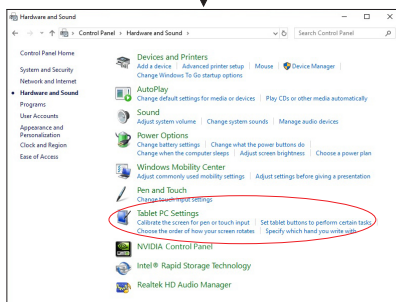 Hardware and Sound
Control Panel > Hardware and Sound
Search Control Panel
Control Panel Home
System and Security
Network and Internet
Hardware and Sound
Programs
User Accounts
Appearance and
Personalization
Clock and Region
Ease of Access
Devices and Printers
Add a device | Advanced printer setup | Mouse | Device Manager
Change Windows To Go startup options
AutoPlay
Change default settings for media or devices | Play CDs or other media automatically
Sound
Adjust system volume | Change system sounds | Manage audio devices
Power Options
Change battery settings | Change what the power buttons do
Change when the computer sleeps | Adjust screen brightness | Choose a power plan
Windows Mobility Center
Adjust commonly used mobility settings | Adjust settings before giving a presentation
Pen and Touch
Change touch input settings
Tablet PC Settings
Calibrate the screen for pen or touch input | Set tablet buttons to perform certain tasks
Choose the order of how your screen rotates | Specify which hand you write with
NVIDIA Control Panel
Intel® Rapid Storage Technology
Realtek HD Audio Manager